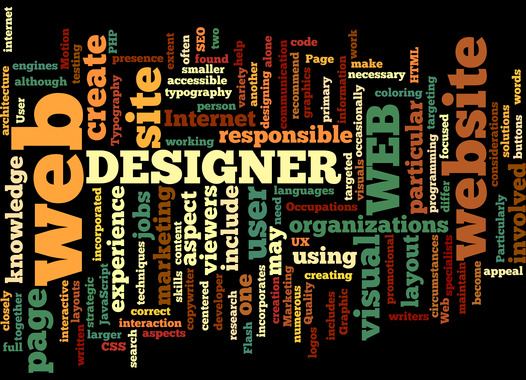 internet
architecture
engines
although
User
Motion
testing
create
PHP
Typography
presence
site
extent
often
SEO
found
two
smaller
accessible
typography
person
variety
help
another
designing
alone
communication
recommend
graphics
code
Page
primary
information
work
make
necessary
occasionally
coloring
HTML
targeting
Internet
working
responsible
web
DESIGNER
WEB
particular
programming
focused
differ
website
considerations
solutions
words
buttons
involved
Particularly
knowledge
incorporated
experience
jobs
marketing
aspect
viewers
include
user
need
languages
targeted
visuals
Occupations
organizations
may
UX
using
visual
creating
promotional
layout
circumstances
specialists
maintain
become
appeal
Web
writers
closely
together
full
page
interactive
written
layouts
strategic
JavaScript
larger
CSS
techniques
correct
interaction
aspects
search
skills
content
copywriter
centered
developer
research
one
Flash
incorporates
creation
Marketing
numerous
Quality
logos
includes
Graphic